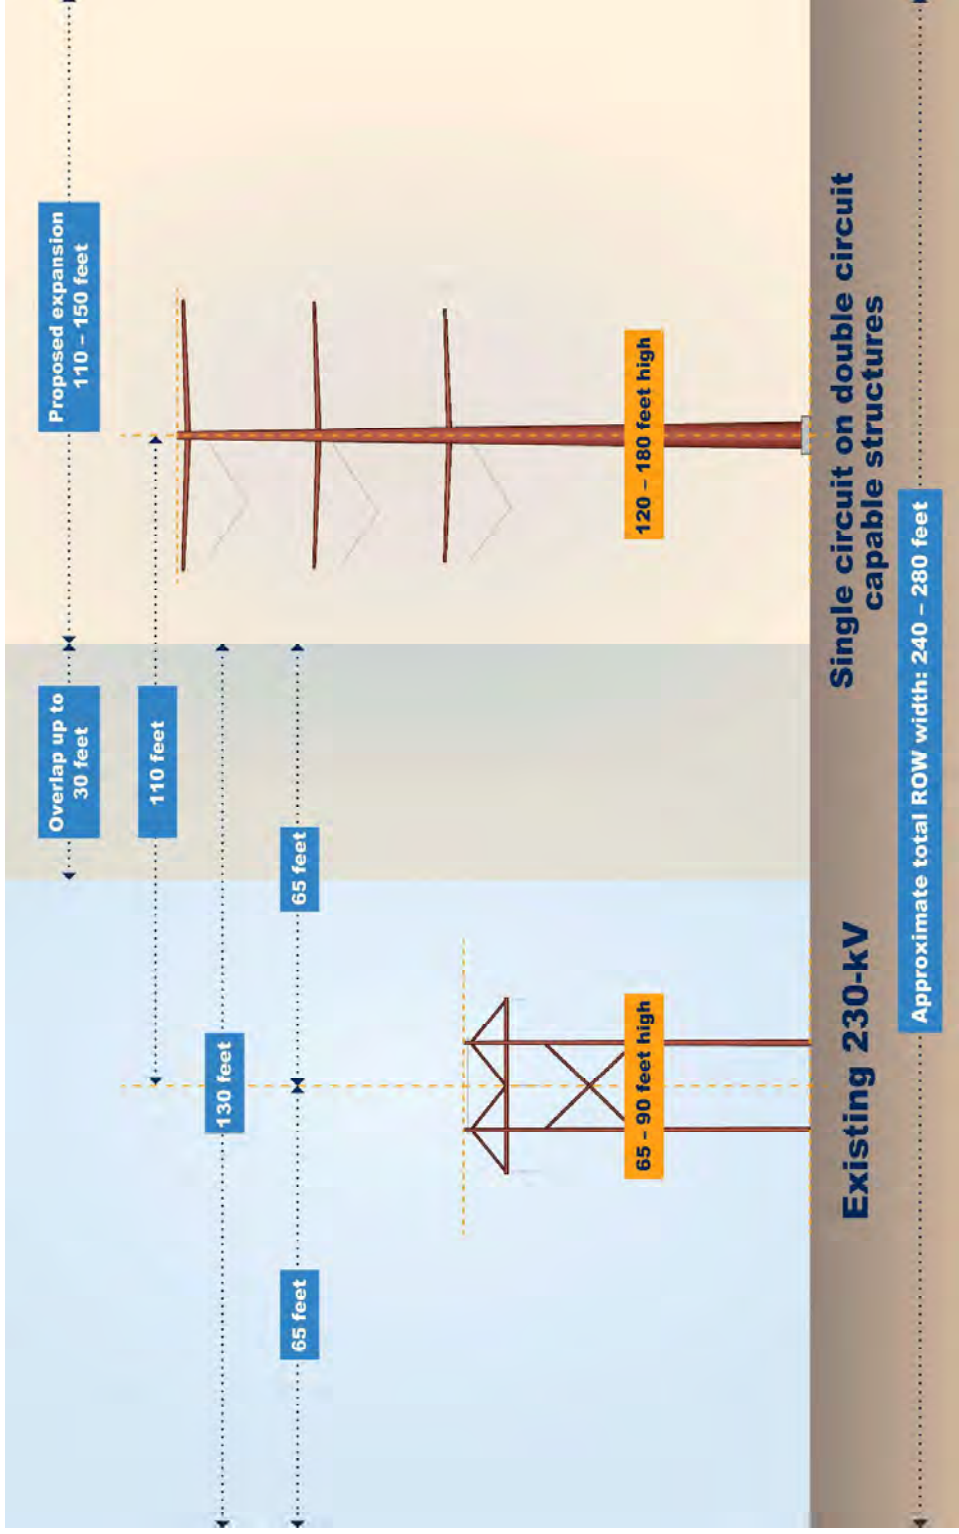 Proposed expansion
110 – 150 feet
Overlap up to
30 feet
110 feet
130 feet
65 feet
65 feet
120 – 180 feet high
65 – 90 feet high
Single circuit on double circuit
capable structures
Existing 230-kV
Approximate total ROW width: 240 – 280 feet